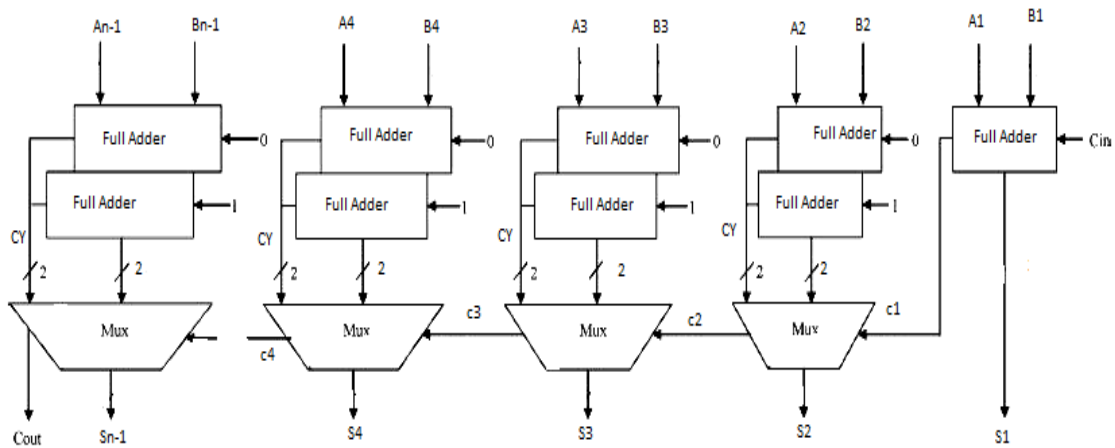 An-1 Bn-1 A4 B4 A3 B3 A2 B2 A1 B1
Full Adder 0 Full Adder 0 Full Adder 0 Full Adder 0 Full Adder Cin
Full Adder 1 Full Adder 1 Full Adder 1 Full Adder 1
CY 2 2 CY 2 2 CY 2 2 CY 2 2
Mux c4 Mux c3 Mux c2 Mux c1
Cout Sn-1 S4 S3 S2 S1